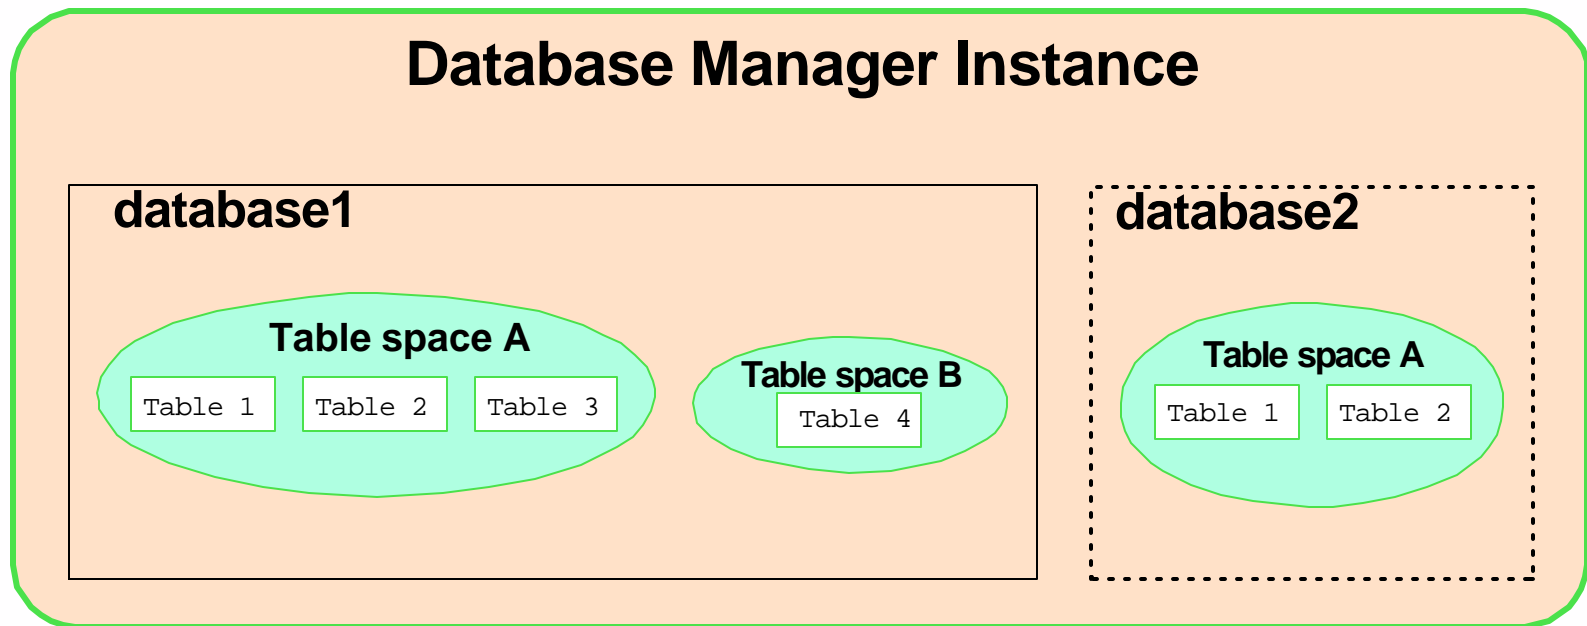 Database Manager Instance
database1
Table space A
Table 1
Table 2
Table 3
Table space B
Table 4
database2
Table space A
Table 1
Table 2